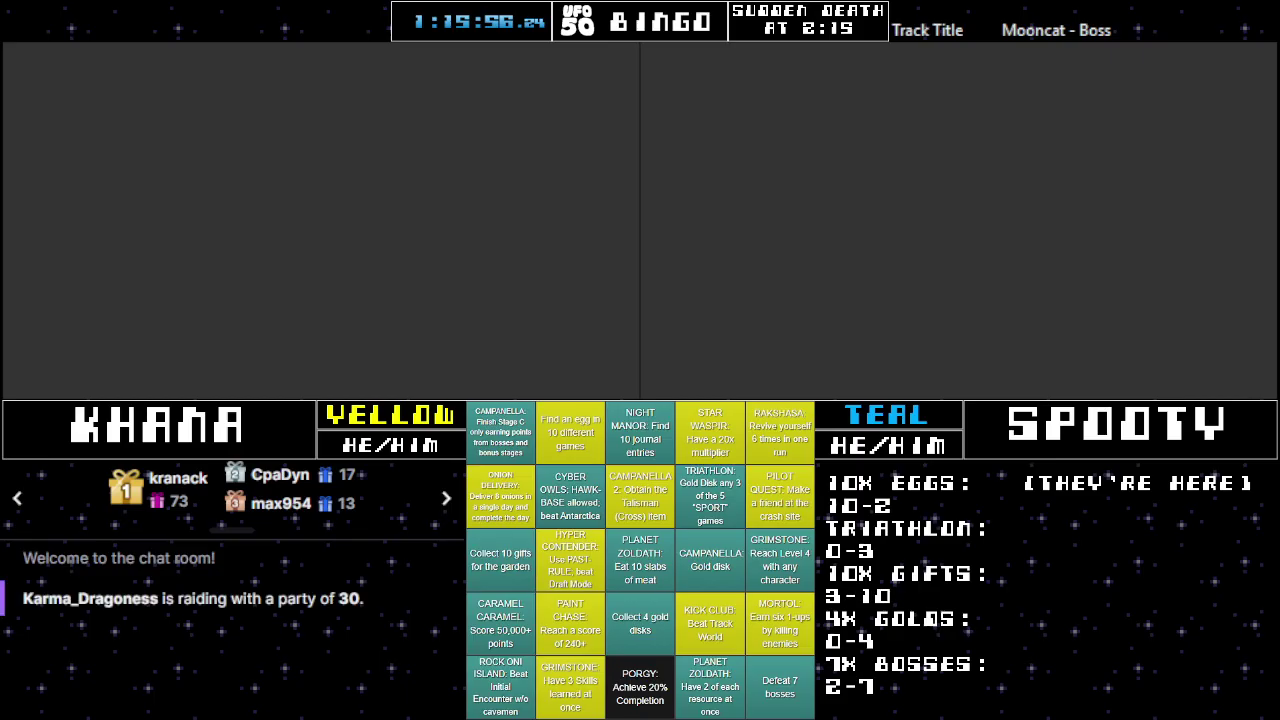 1:15:56.24
UFO 50
BINGO
SUDDEN DEATH
AT 2:15
Track Title
Mooncat - Boss
KHANA
YELLOW
HE/HIM
CAMPANELLA:
Finish Stage C
only earning points
from bosses and
bonus stages
Find an egg in
10 different
games
NIGHT
MANOR: Find
10 journal
entries
STAR
WASPIR:
Have a 20x
multiplier
RAKSHASA:
Revive yourself
6 times in one
run
TEAL
HE/HIM
SPOOTY
1 kranack
73
2 CpaDyn 17
3 max954 13
Welcome to the chat room!
Karma_Dragoness is raiding with a party of 30.
ONION
DELIVERY:
Deliver 6 onions in
a single day and
complete the day
CYBER
OWLS: HAWK-
BASE allowed;
beat Antarctica
CAMPANELLA
2: Obtain the
Talisman
(Cross) item
TRIATHLON:
Gold Disk any 3
of the 5
"SPORT"
games
PILOT
QUEST: Make
a friend at the
crash site
Collect 10 gifts
for the garden
HYPER
CONTENDER:
Use PAST-
RULE; beat
Draft Mode
PLANET
ZOLDATH:
Eat 10 slabs
of meat
CAMPANELLA:
Gold disk
GRIMSTONE:
Reach Level 4
with any
character
CARAMEL
CARAMEL:
Score 50,000+
points
PAINT
CHASE:
Reach a score
of 240+
Collect 4 gold
disks
KICK CLUB:
Beat Track
World
MORTOL:
Earn six 1-ups
by killing
enemies
ROCK ONI
ISLAND: Beat
Initial
Encounter w/o
cavemen
GRIMSTONE:
Have 3 Skills
learned at
once
PORGY:
Achieve 20%
Completion
PLANET
ZOLDATH:
Have 2 of each
resource at
once
Defeat 7
bosses
10X EGGS: (THEY'RE HERE)
10-2
TRIATHLON:
0-3
10X GIFTS:
3-10
4X GOLDS:
0-4
7X BOSSES:
2-7